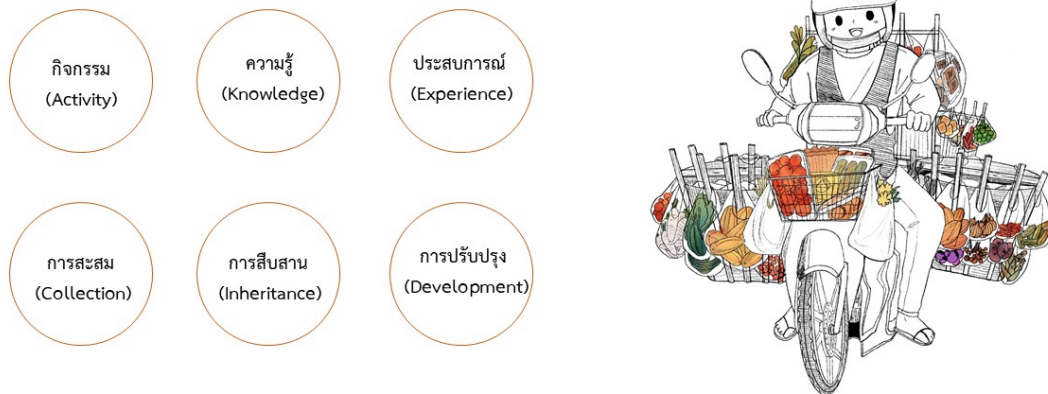 กิจกรรม
(Activity)
ความรู้
(Knowledge)
ประสบการณ์
(Experience)
การสะสม
(Collection)
การสืบสาน
(Inheritance)
การปรับปรุง
(Development)